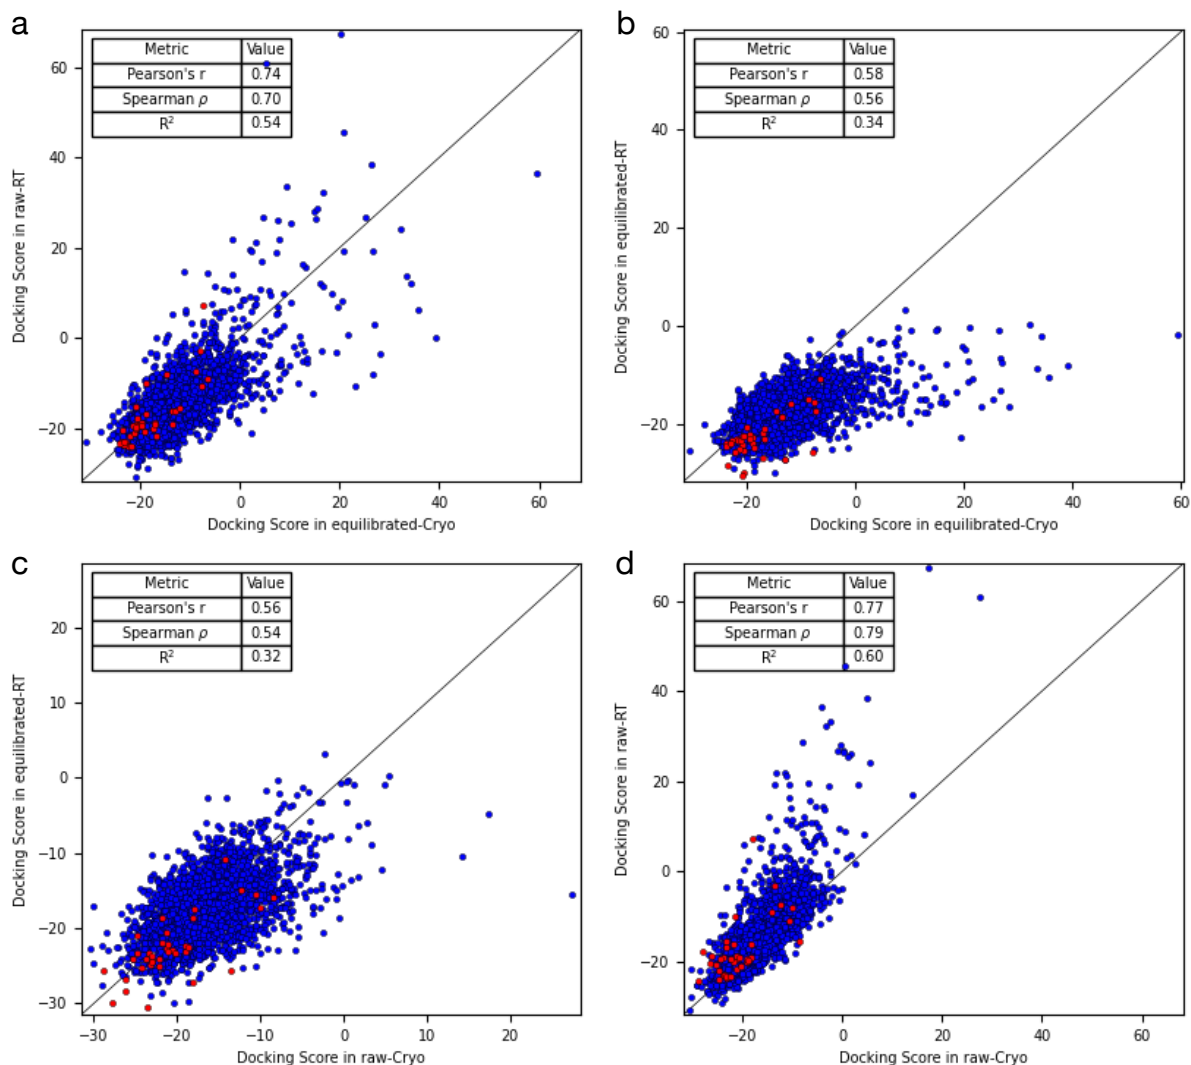 a
Metric Value
Pearson's r 0.74
Spearman ρ 0.70
R² 0.54
60
40
20
0
−20
Docking Score in raw-RT
−20 0 20 40 60
Docking Score in equilibrated-Cryo
b
Metric Value
Pearson's r 0.58
Spearman ρ 0.56
R² 0.34
60
40
20
0
−20
Docking Score in equilibrated-RT
−20 0 20 40 60
Docking Score in equilibrated-Cryo
c
Metric Value
Pearson's r 0.56
Spearman ρ 0.54
R² 0.32
20
10
0
−10
−20
−30
Docking Score in equilibrated-RT
−30 −20 −10 0 10 20
Docking Score in raw-Cryo
d
Metric Value
Pearson's r 0.77
Spearman ρ 0.79
R² 0.60
60
40
20
0
−20
Docking Score in raw-RT
−20 0 20 40 60
Docking Score in raw-Cryo